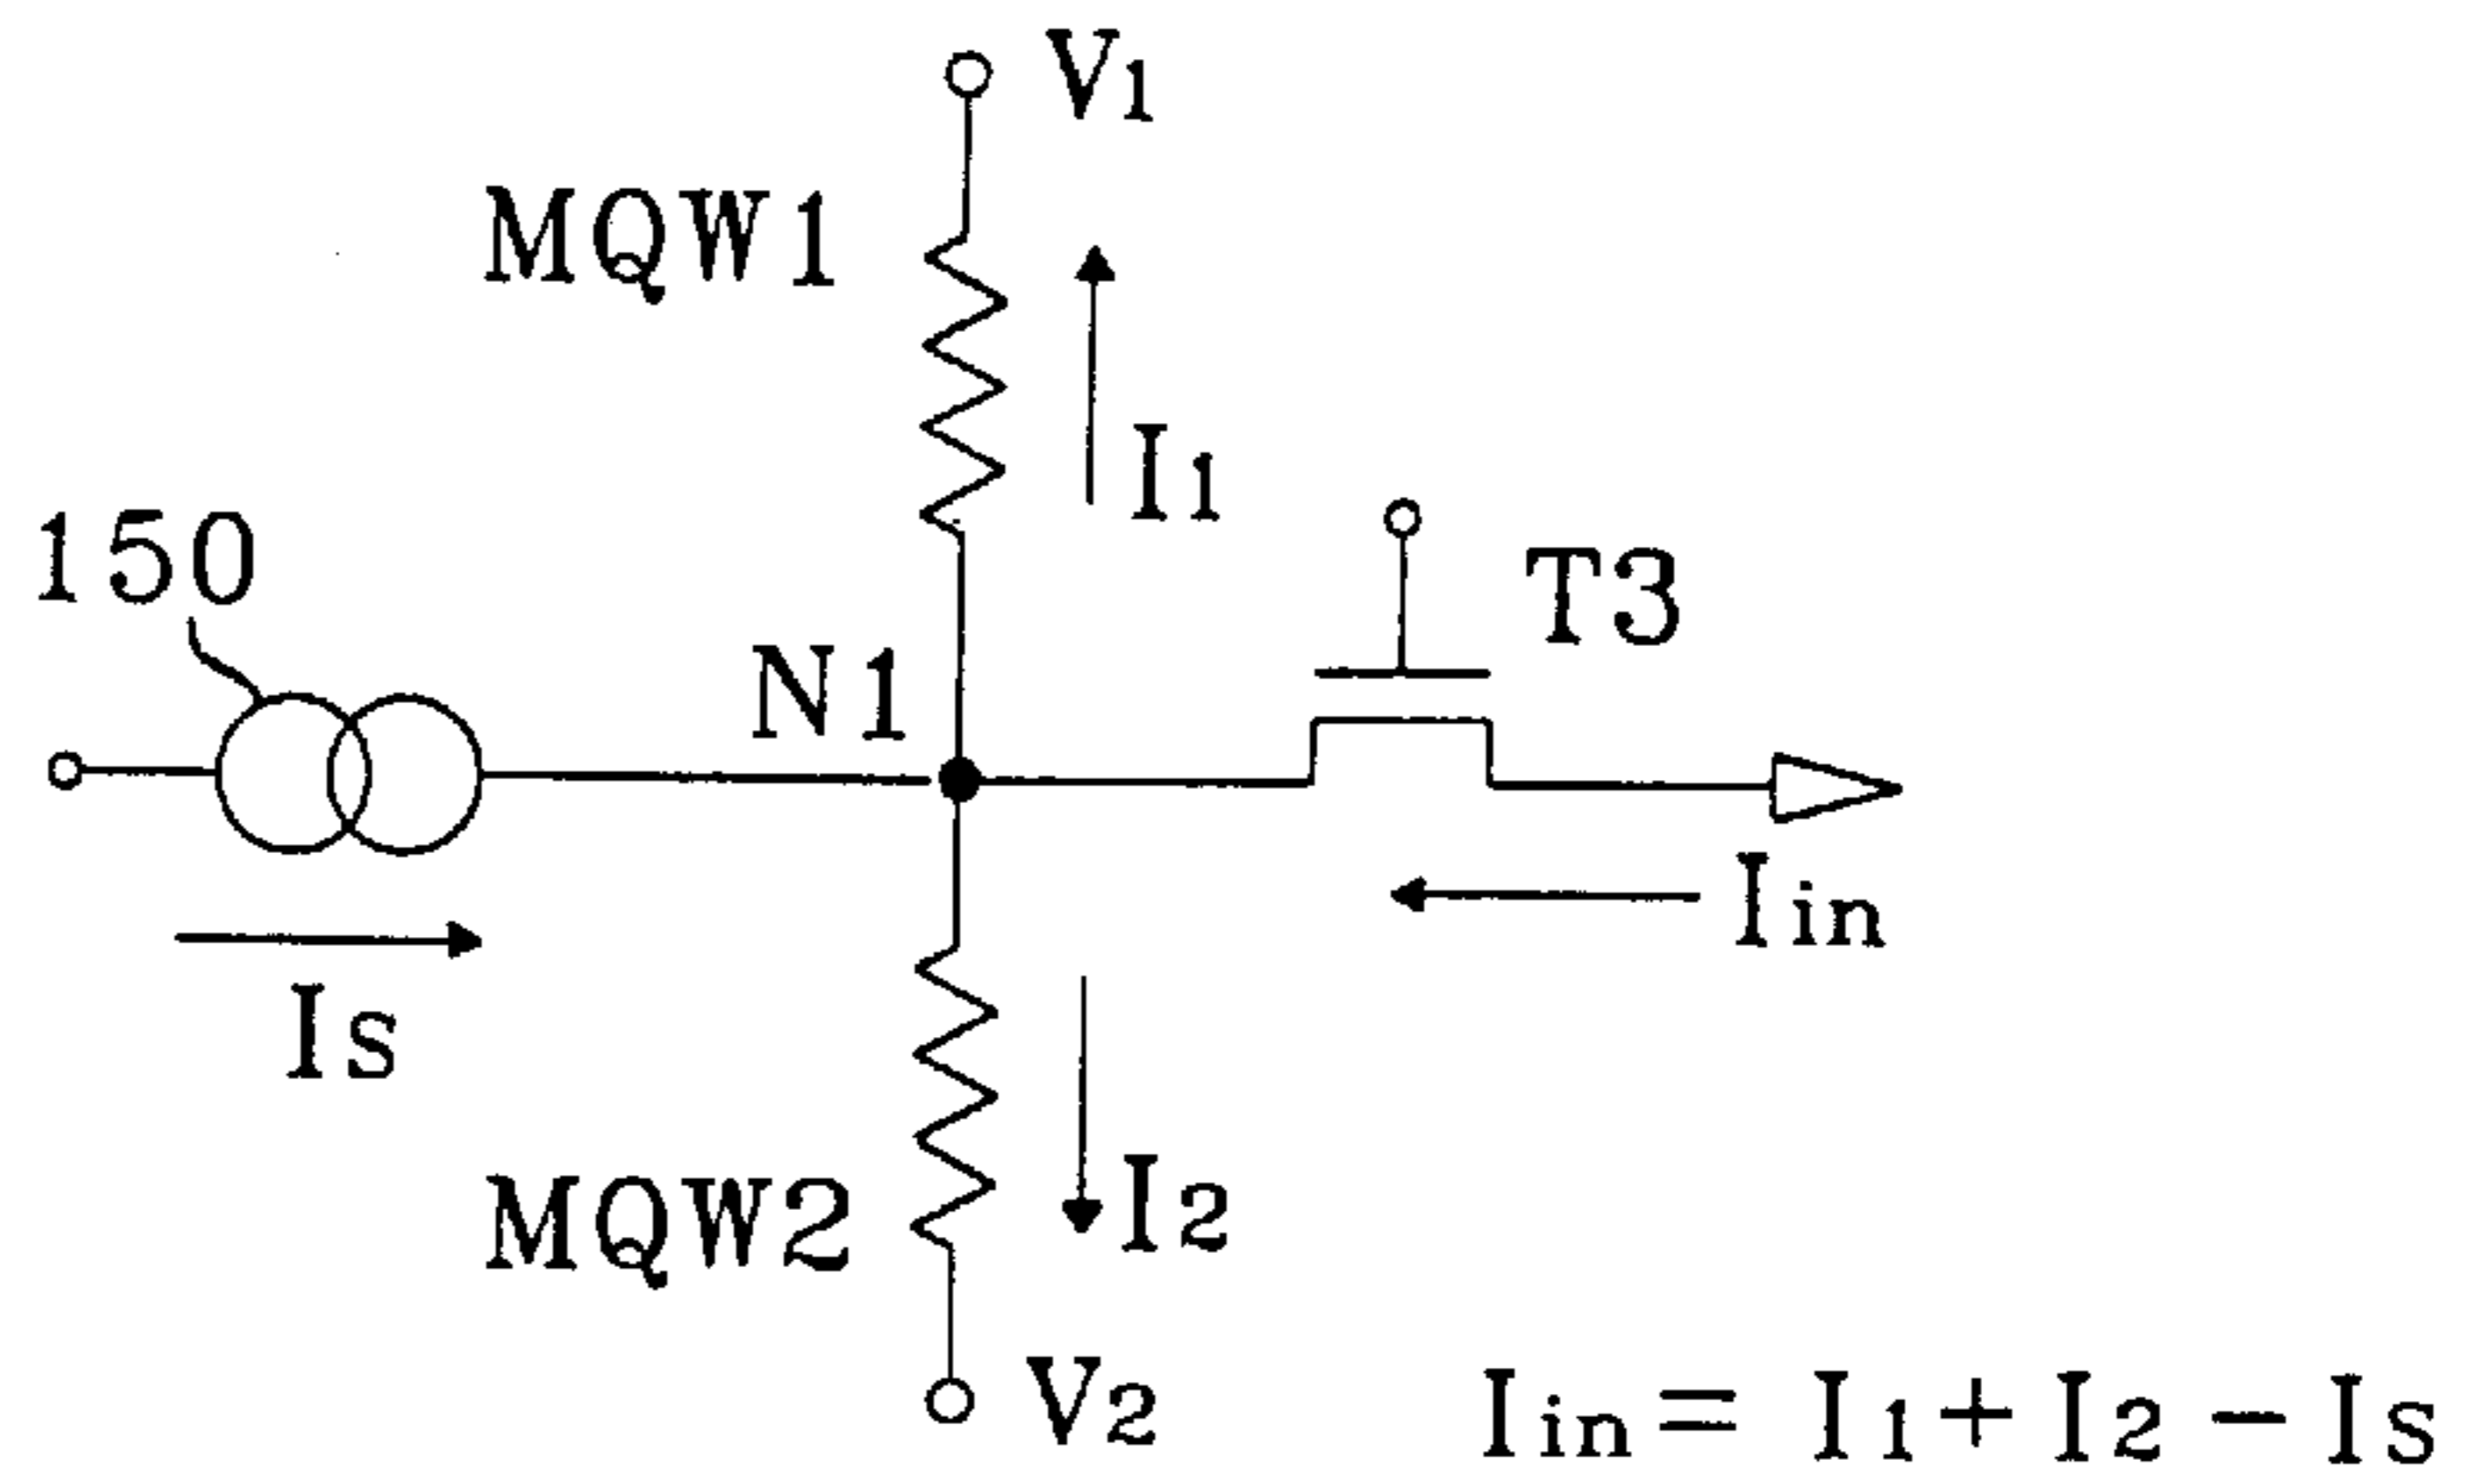 V1
MQW1
I1
150
T3
N1
Iin
Is
I2
MQW2
V2
Iin= I1+I2-Is